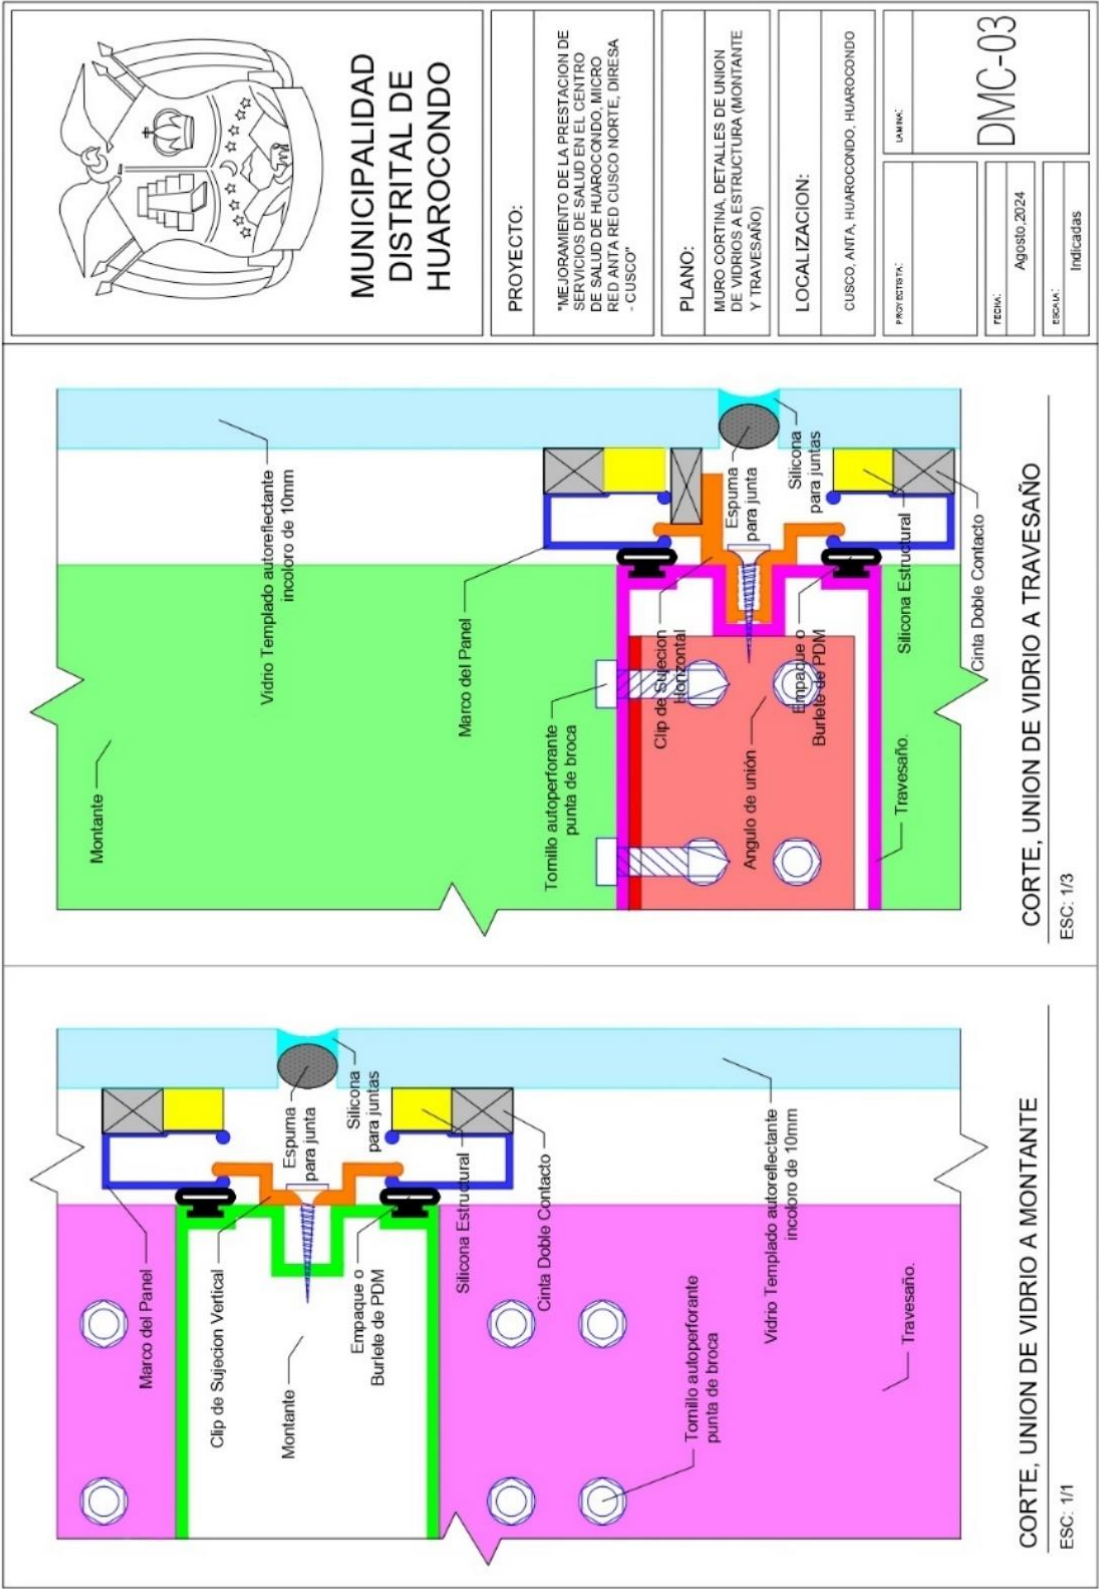 CORTE, UNION DE VIDRIO A MONTANTE
ESC: 1/1
Marco del Panel
Clip de Sujecion Vertical
Montante
Empaque o
Burlete de PDM
Espuma
para junta
Silicona
para juntas
Silicona Estructural
Cinta Doble Contacto
Tornillo autoperforante
punta de broca
Vidrio Templado autoreflectante
incoloro de 10mm
Travesaño.
CORTE, UNION DE VIDRIO A TRAVESAÑO
ESC: 1/3
Montante
Vidrio Templado autoreflectante
incoloro de 10mm
Marco del Panel
Tornillo autoperforante
punta de broca
Clip de Sujecion
Horizontal
Espuma
para junta
Silicona
para juntas
Angulo de unión
Empaque o
Burlete de PDM
Silicona Estructural
Travesaño.
Cinta Doble Contacto
MUNICIPALIDAD
DISTRITAL DE
HUAROCONDO
PROYECTO:
"MEJORAMIENTO DE LA PRESTACION DE
SERVICIOS DE SALUD EN EL CENTRO
DE SALUD DE HUAROCONDO, MICRO
RED ANTA RED CUSCO NORTE, DIRESA
- CUSCO"
PLANO:
MURO CORTINA, DETALLES DE UNION
DE VIDRIOS A ESTRUCTURA (MONTANTE
Y TRAVESAÑO)
LOCALIZACION:
CUSCO, ANTA, HUAROCONDO, HUAROCONDO
PROYECTISTA:
LAMINA:
DMC-03
FECHA:
Agosto,2024
ESCALA:
Indicadas